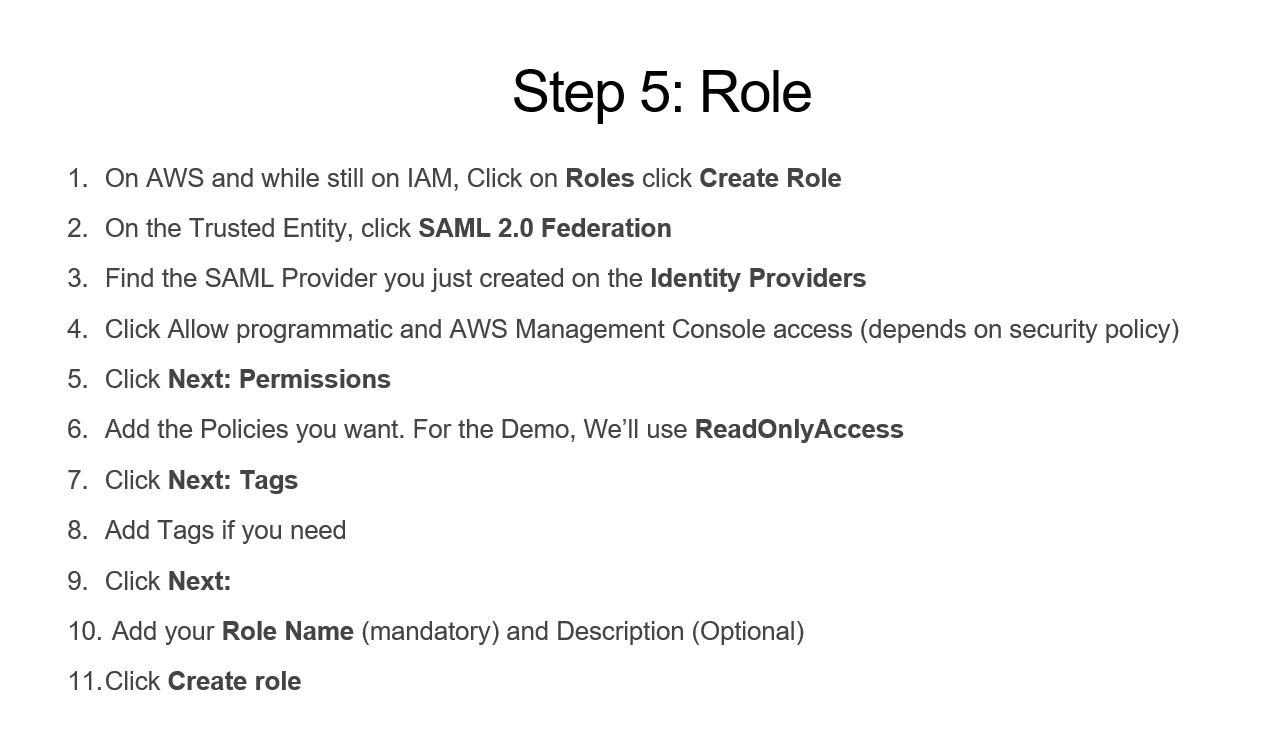 Step 5: Role
1. On AWS and while still on IAM, Click on Roles click Create Role
2. On the Trusted Entity, click SAML 2.0 Federation
3. Find the SAML Provider you just created on the Identity Providers
4. Click Allow programmatic and AWS Management Console access (depends on security policy)
5. Click Next: Permissions
6. Add the Policies you want. For the Demo, We’ll use ReadOnlyAccess
7. Click Next: Tags
8. Add Tags if you need
9. Click Next:
10. Add your Role Name (mandatory) and Description (Optional)
11. Click Create role